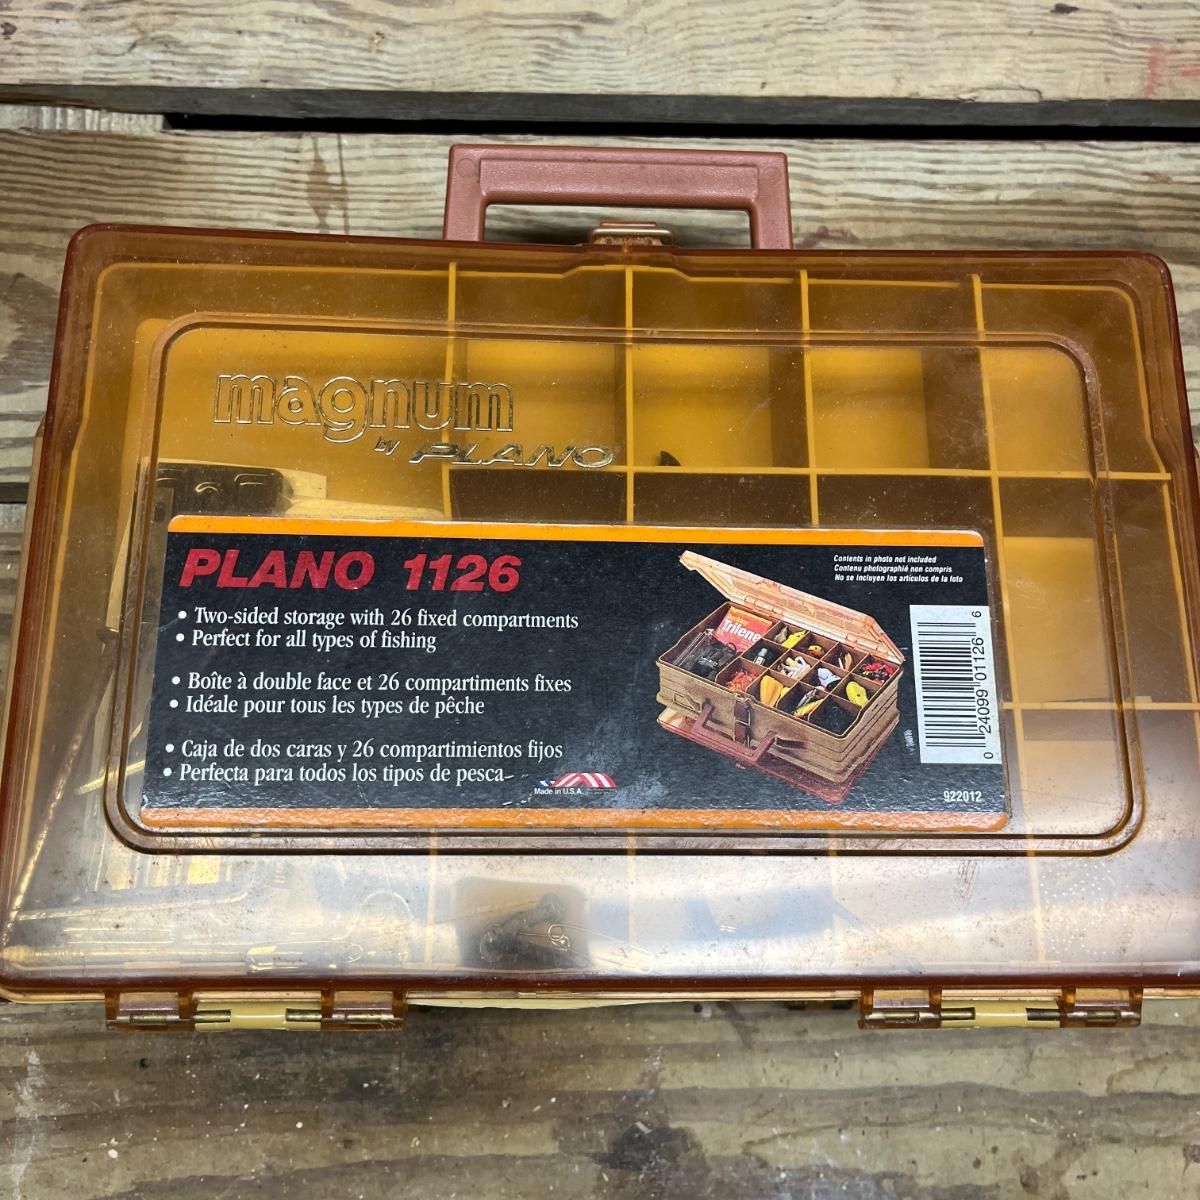 magnum
by PLANO
PLANO 1126
• Two-sided storage with 26 fixed compartments
• Perfect for all types of fishing
• Boîte à double face et 26 compartiments fixes
• Idéale pour tous les types de pêche
• Caja de dos caras y 26 compartimientos fijos
• Perfecta para todos los tipos de pesca
Made in U.S.A.
Trilene
Contents in photo not included
Contenu photographié non compris
No se incluyen los artículos de la foto
0 24099 01126 6
922012